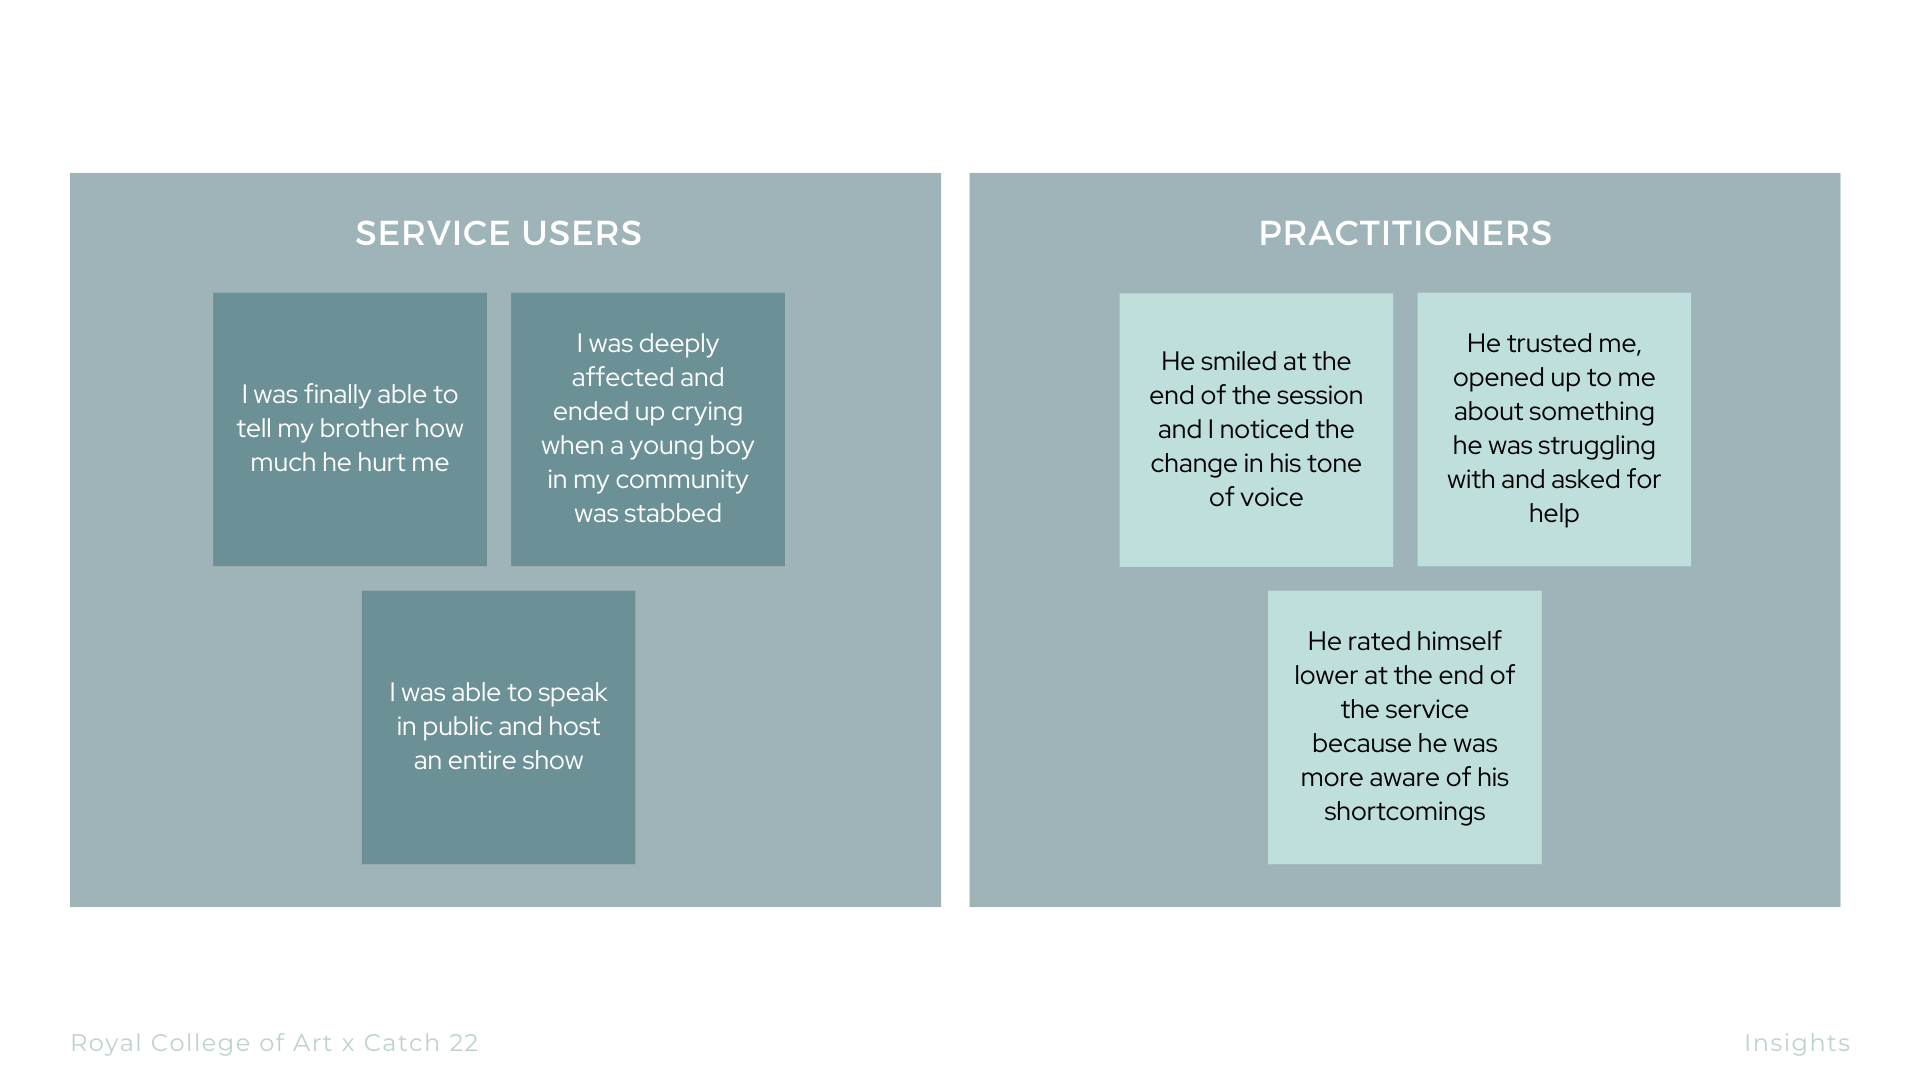 SERVICE USERS
I was finally able to
tell my brother how
much he hurt me
I was deeply
affected and
ended up crying
when a young boy
in my community
was stabbed
I was able to speak
in public and host
an entire show
PRACTITIONERS
He smiled at the
end of the session
and I noticed the
change in his tone
of voice
He trusted me,
opened up to me
about something
he was struggling
with and asked for
help
He rated himself
lower at the end of
the service
because he was
more aware of his
shortcomings
Royal College of Art x Catch 22
Insights